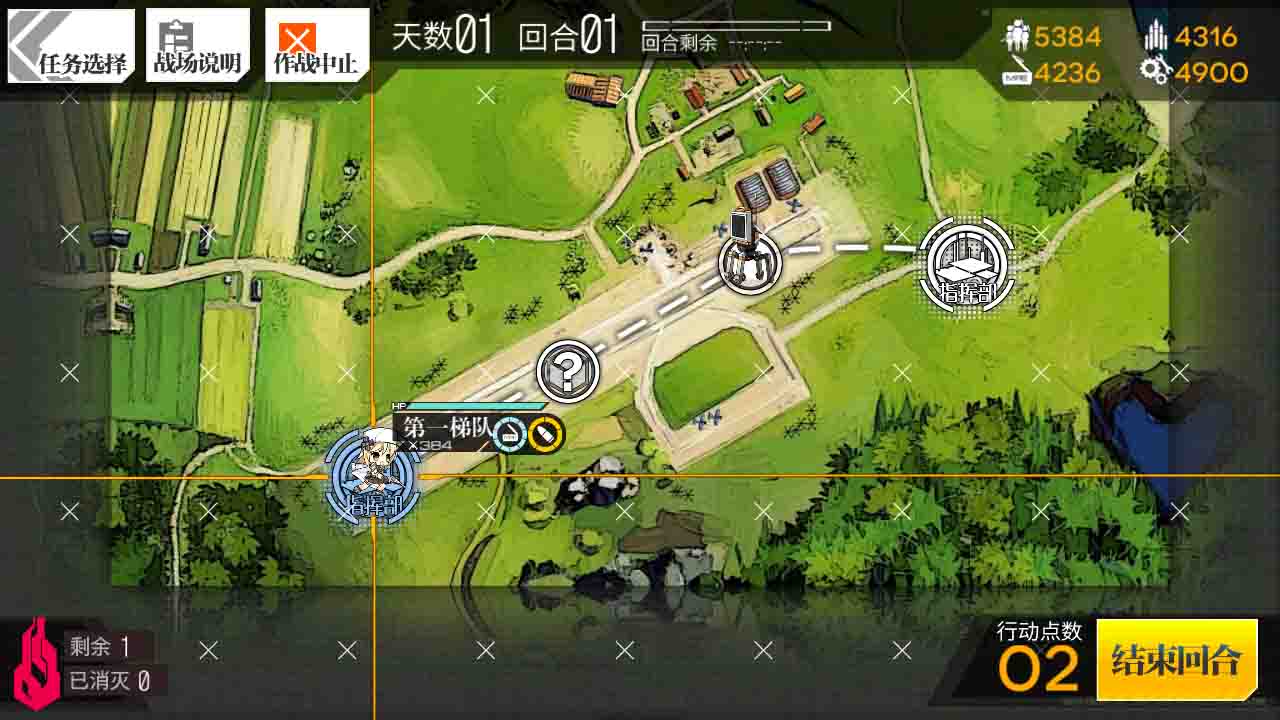 任务选择
战场说明
作战中止
天数01
回合01
回合剩余 --:--:--
5384
4316
4236
4900
指挥部
?
HP
第一梯队
X384
指挥部
剩余 1
已消灭 0
行动点数
02
结束回合